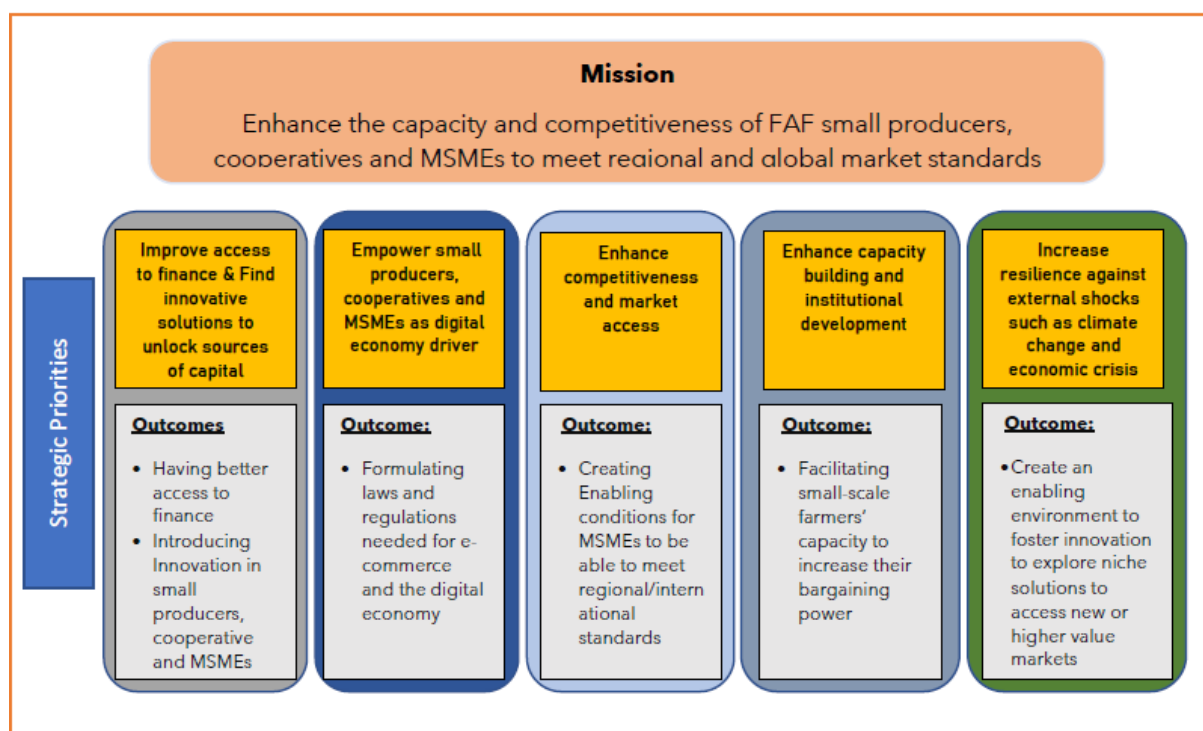 Mission
Enhance the capacity and competitiveness of FAF small producers,
cooperatives and MSMEs to meet regional and global market standards
Strategic Priorities
Improve access
to finance & Find
innovative
solutions to
unlock sources
of capital
Outcomes
• Having better
access to
finance
• Introducing
Innovation in
small
producers,
cooperative
and MSMEs
Empower small
producers,
cooperatives and
MSMEs as digital
economy driver
Outcome:
• Formulating
laws and
regulations
needed for e-
commerce
and the digital
economy
Enhance
competitiveness
and market
access
Outcome:
• Creating
Enabling
conditions for
MSMEs to be
able to meet
regional/intern
ational
standards
Enhance capacity
building and
institutional
development
Outcome:
• Facilitating
small-scale
farmers’
capacity to
increase their
bargaining
power
Increase
resilience against
external shocks
such as climate
change and
economic crisis
Outcome:
•Create an
enabling
environment to
foster innovation
to explore niche
solutions to
access new or
higher value
markets